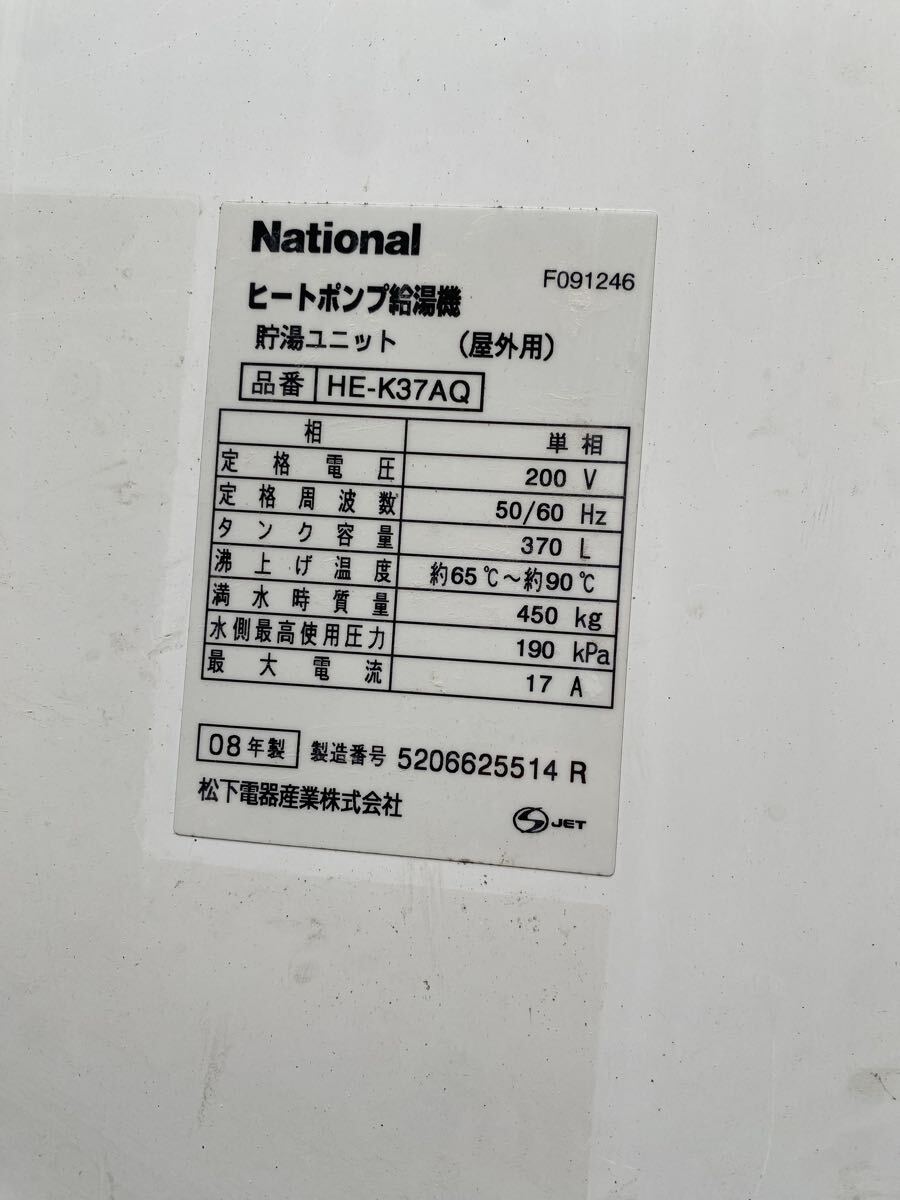 National
F091246
ヒートポンプ給湯機
貯湯ユニット (屋外用)
品番 HE-K37AQ
相 単相
定格電圧 200 V
定格周波数 50/60 Hz
タンク容量 370 L
沸上げ温度 約65℃～約90℃
満水時質量 450 kg
水側最高使用圧力 190 kPa
最大電流 17 A
08年製 製造番号 5206625514 R
松下電器産業株式会社
S JET